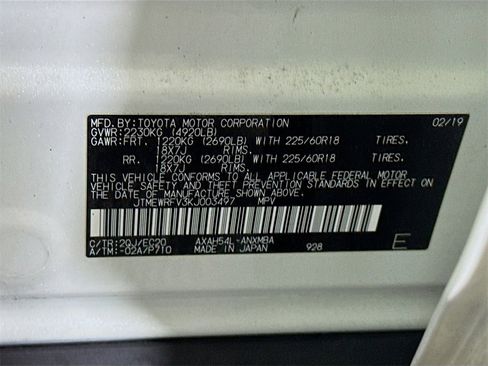 MFD.BY:TOYOTA MOTOR CORPORATION 02/19
GVWR:2230KG (4920LB)
GAWR:FRT. 1220KG (2690LB) WITH 225/60R18 TIRES.
18X7J RIMS.
RR. 1220KG (2690LB) WITH 225/60R18 TIRES.
18X7J RIMS.
THIS VEHICLE CONFORMS TO ALL APPLICABLE FEDERAL MOTOR
VEHICLE SAFETY AND THEFT PREVENTION STANDARDS IN EFFECT ON
THE DATE OF MANUFACTURE SHOWN ABOVE.
JTMEWRFV3KJ003497 MPV
C/TR:20J/EC20 AXAH54L-ANXMBA
A/TM:-02A/P710 MADE IN JAPAN 928 E